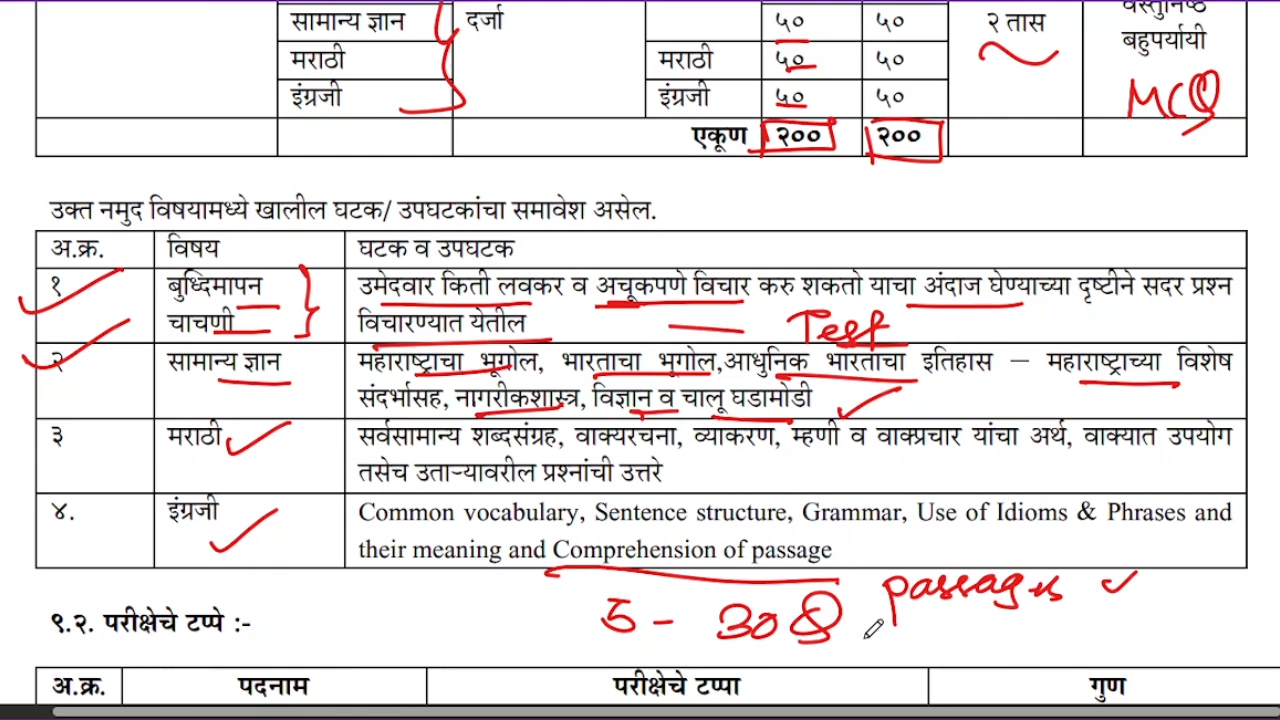 सामान्य ज्ञान दर्जा ५० ५० २ तास वस्तुनिष्ठ
बहुपर्यायी
मराठी मराठी ५० ५०
इंग्रजी इंग्रजी ५० ५० MCQ
एकूण २०० २००
उक्त नमुद विषयामध्ये खालील घटक/ उपघटकांचा समावेश असेल.
अ.क्र. विषय घटक व उपघटक
१ बुध्दिमापन उमेदवार किती लवकर व अचूकपणे विचार करु शकतो याचा अंदाज घेण्याच्या दृष्टीने सदर प्रश्न
चाचणी विचारण्यात येतील Test
२ सामान्य ज्ञान महाराष्ट्राचा भूगोल, भारताचा भूगोल,आधुनिक भारताचा इतिहास – महाराष्ट्राच्या विशेष
संदर्भासह, नागरीकशास्त्र, विज्ञान व चालू घडामोडी
३ मराठी सर्वसामान्य शब्दसंग्रह, वाक्यरचना, व्याकरण, म्हणी व वाक्प्रचार यांचा अर्थ, वाक्यात उपयोग
तसेच उताऱ्यावरील प्रश्नांची उत्तरे
४. इंग्रजी Common vocabulary, Sentence structure, Grammar, Use of Idioms & Phrases and
their meaning and Comprehension of passage
passages
5 - 30 Q
९.२. परीक्षेचे टप्पे :-
अ.क्र. पदनाम परीक्षेचे टप्पा गुण